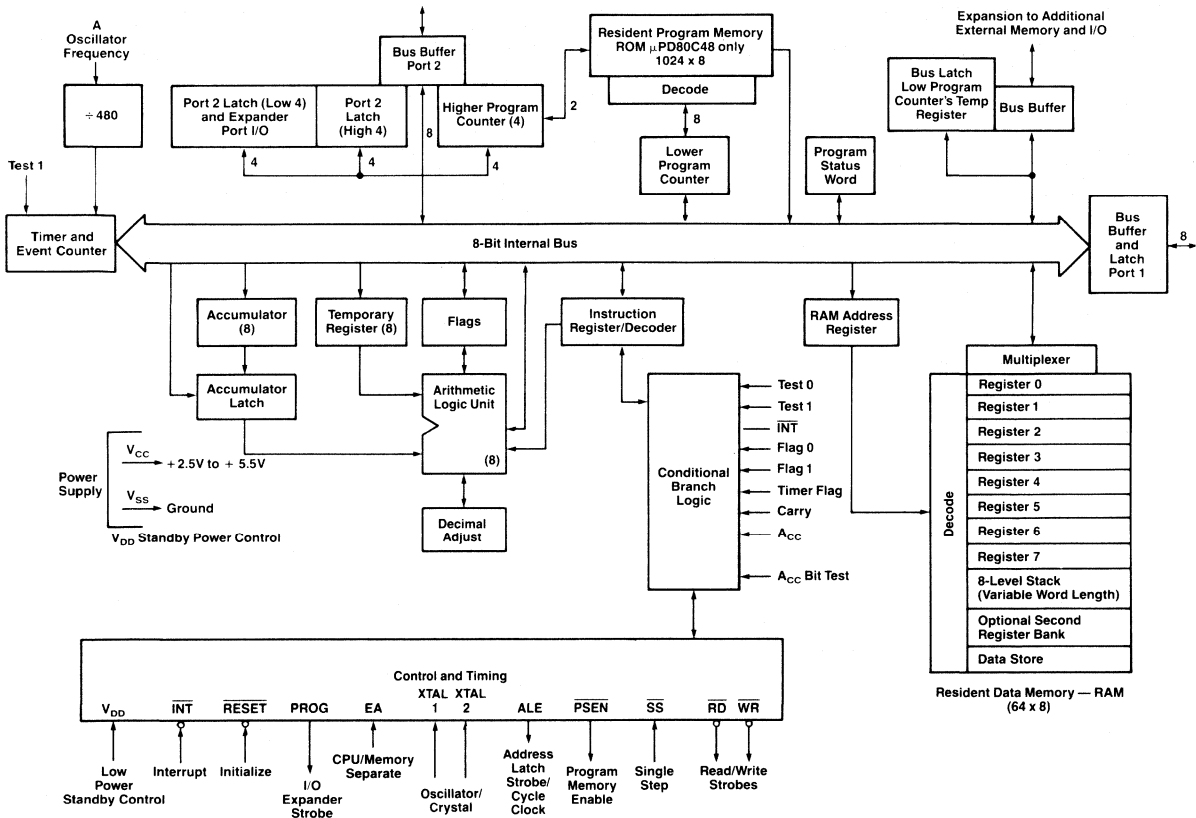 A
Oscillator
Frequency
÷ 480
Test 1
Timer and
Event Counter
Bus Buffer
Port 2
Port 2 Latch (Low 4)
and Expander
Port I/O
Port 2
Latch
(High 4)
Higher Program
Counter (4)
4
4
4
8
2
Resident Program Memory
ROM μPD80C48 only
1024 x 8
Decode
8
Lower
Program
Counter
Program
Status
Word
Expansion to Additional
External Memory and I/O
Bus Latch
Low Program
Counter's Temp
Register
Bus Buffer
8-Bit Internal Bus
Bus
Buffer
and
Latch
Port 1
8
Accumulator
(8)
Temporary
Register (8)
Flags
Instruction
Register/Decoder
RAM Address
Register
Accumulator
Latch
Arithmetic
Logic Unit
(8)
Decimal
Adjust
Power
Supply
VCC
+2.5V to + 5.5V
VSS
Ground
VDD Standby Power Control
Conditional
Branch
Logic
Test 0
Test 1
INT
Flag 0
Flag 1
Timer Flag
Carry
ACC
ACC Bit Test
Multiplexer
Decode
Register 0
Register 1
Register 2
Register 3
Register 4
Register 5
Register 6
Register 7
8-Level Stack
(Variable Word Length)
Optional Second
Register Bank
Data Store
Resident Data Memory — RAM
(64 x 8)
Control and Timing
VDD
INT
RESET
PROG
EA
XTAL
1
XTAL
2
ALE
PSEN
SS
RD
WR
Low
Power
Standby Control
Interrupt
Initialize
I/O
Expander
Strobe
CPU/Memory
Separate
Oscillator/
Crystal
Address
Latch
Strobe/
Cycle
Clock
Program
Memory
Enable
Single
Step
Read/Write
Strobes